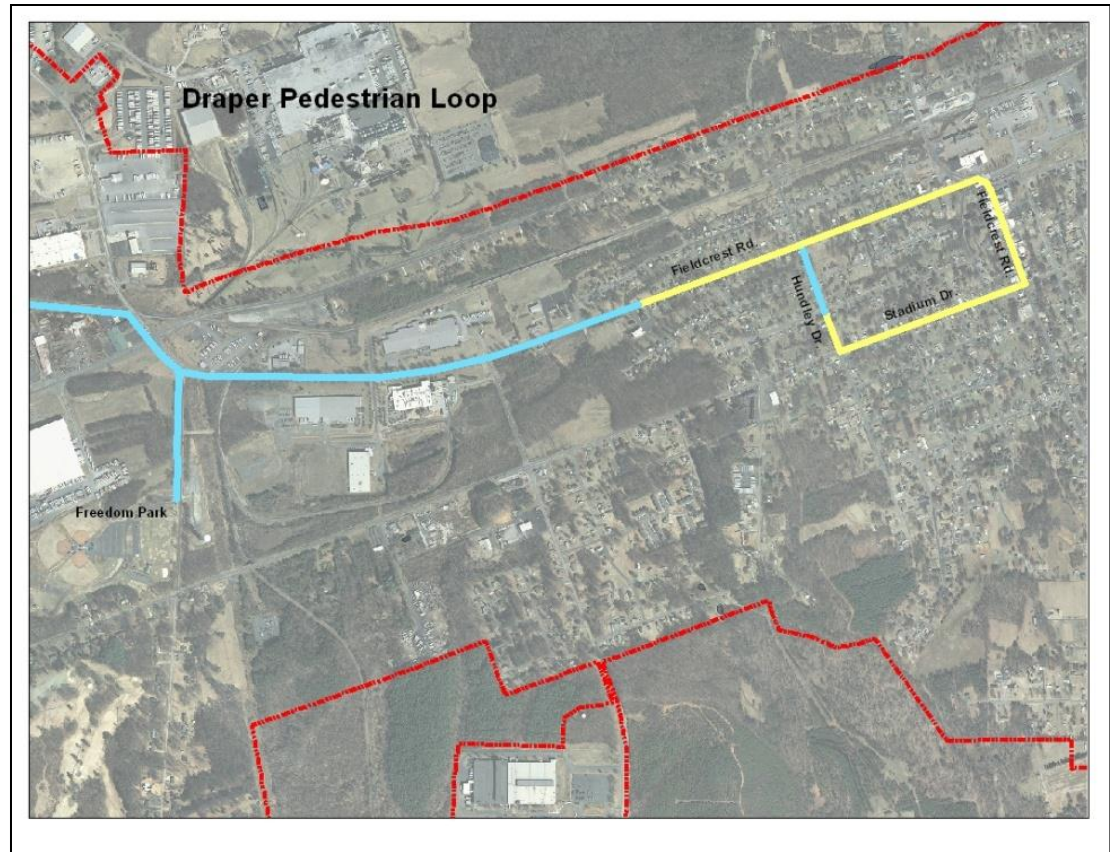 Draper Pedestrian Loop
Fieldcrest Rd.
Fieldcrest Rd.
Hundley Dr.
Stadium Dr.
Freedom Park